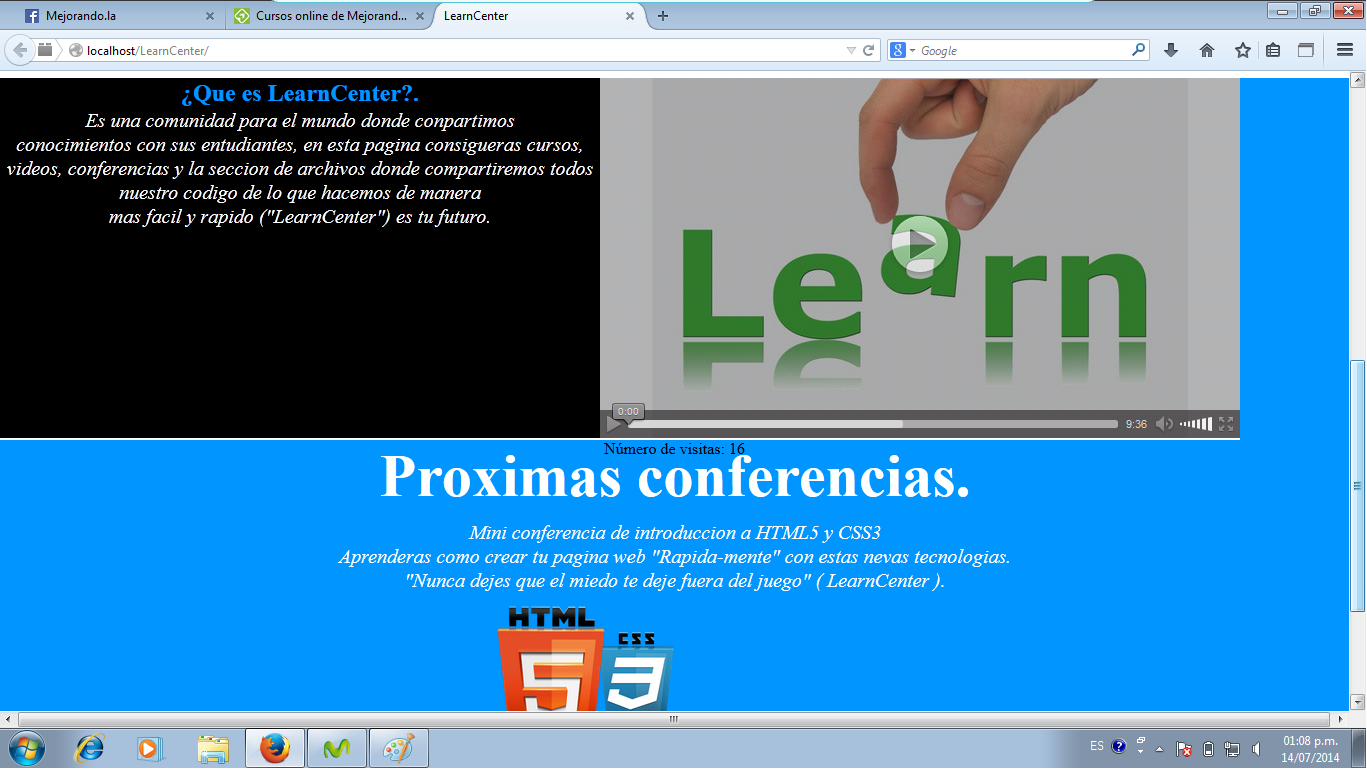 Mejorando.la
Cursos online de Mejorand...
LearnCenter
localhost/LearnCenter/
Google
¿Que es LearnCenter?.
Es una comunidad para el mundo donde conpartimos
conocimientos con sus entudiantes, en esta pagina consigueras cursos,
videos, conferencias y la seccion de archivos donde compartiremos todos
nuestro codigo de lo que hacemos de manera
mas facil y rapido ("LearnCenter") es tu futuro.
Learn
0:00
9:36
Número de visitas: 16
Proximas conferencias.
Mini conferencia de introduccion a HTML5 y CSS3
Aprenderas como crear tu pagina web "Rapida-mente" con estas nevas tecnologias.
"Nunca dejes que el miedo te deje fuera del juego" ( LearnCenter ).
HTML
CSS
5
3
ES
01:08 p.m.
14/07/2014